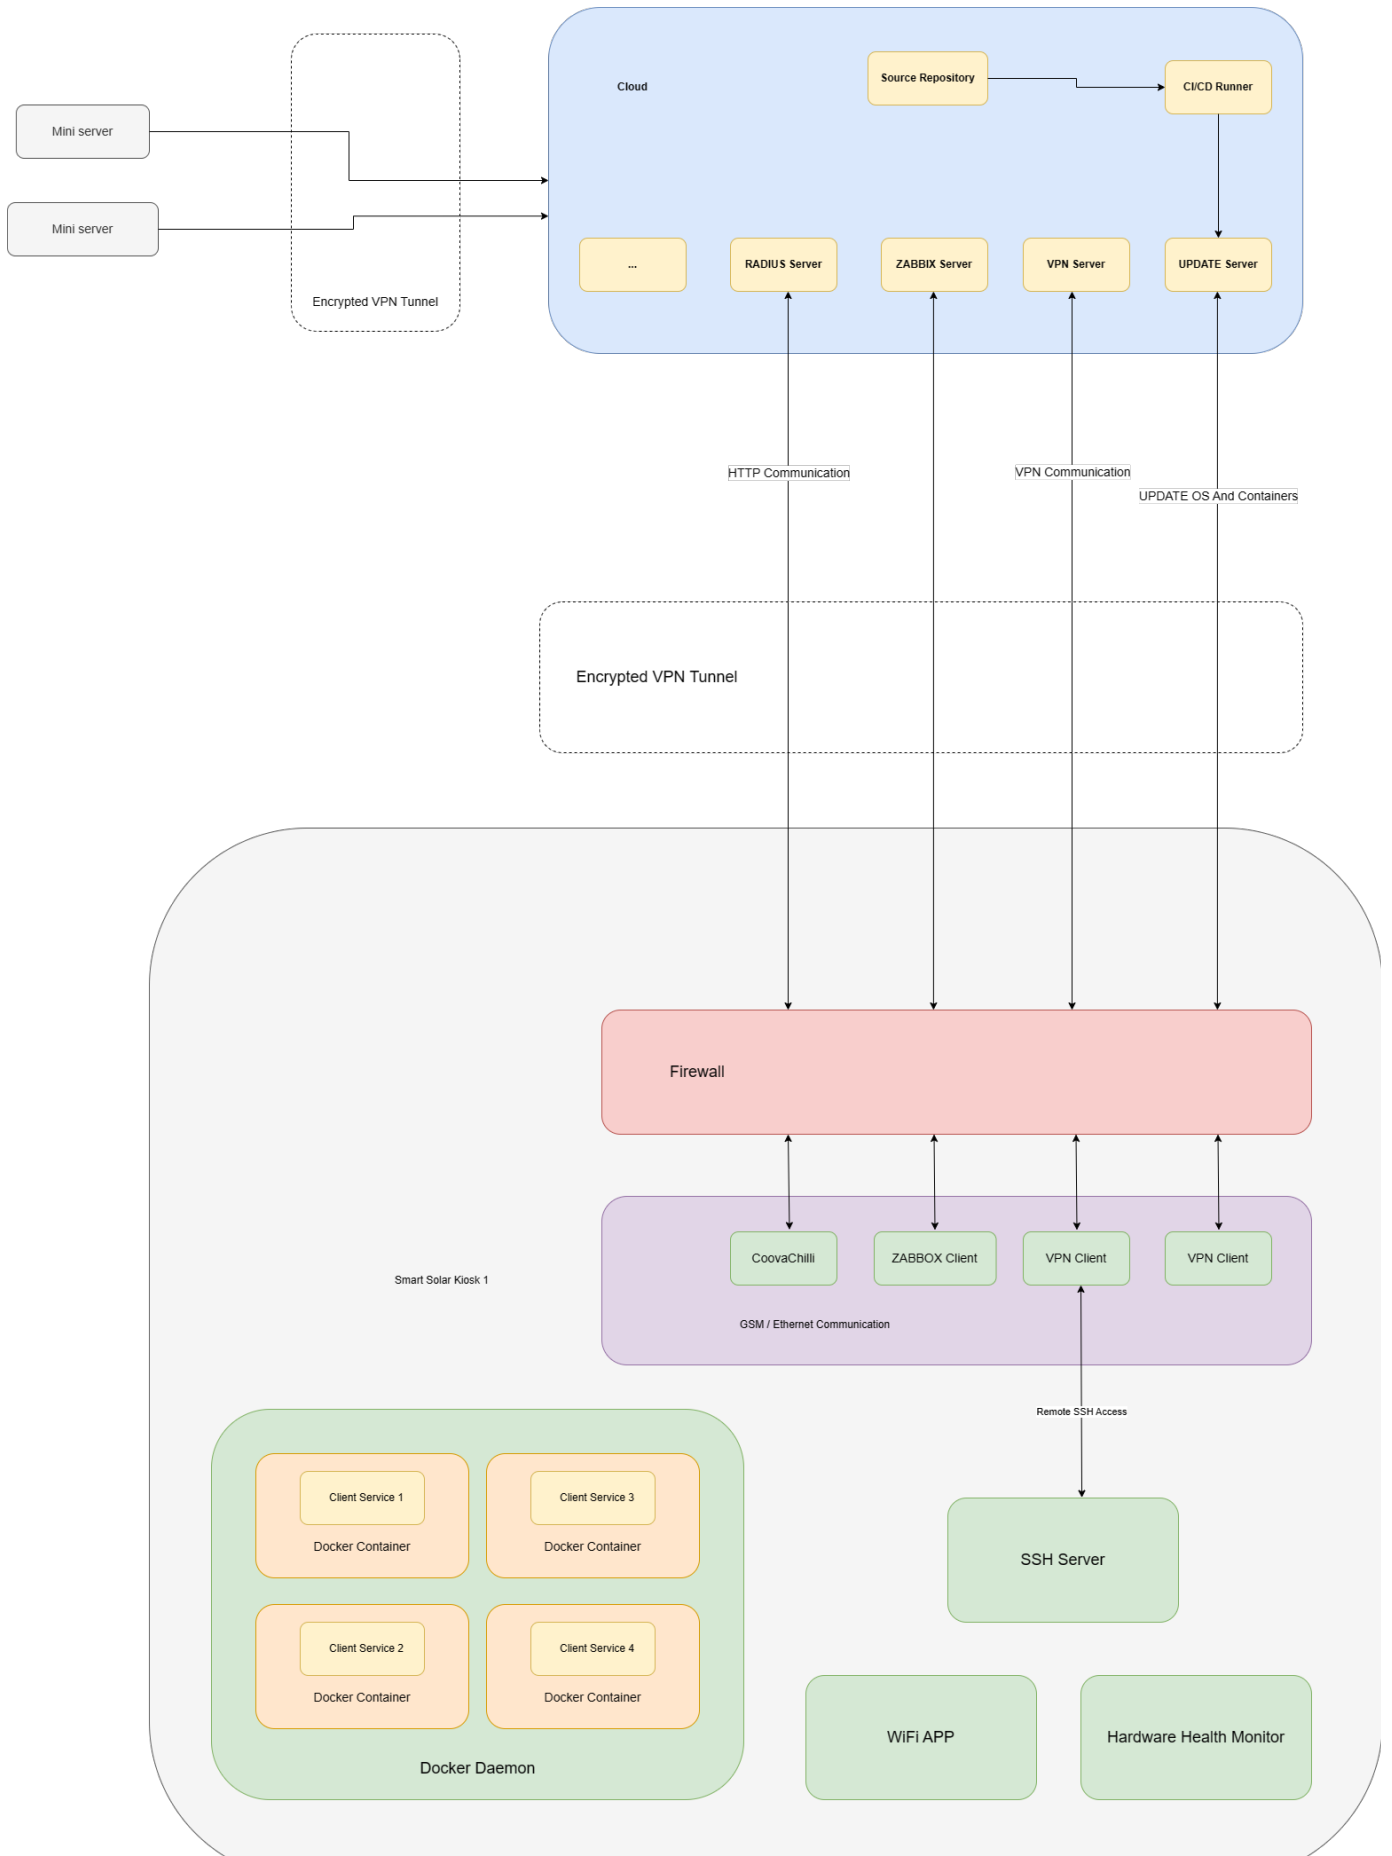 Cloud
Source Repository
CI/CD Runner
Mini server
Mini server
Encrypted VPN Tunnel
...
RADIUS Server
ZABBIX Server
VPN Server
UPDATE Server
HTTP Communication
VPN Communication
UPDATE OS And Containers
Encrypted VPN Tunnel
Firewall
CoovaChilli
ZABBOX Client
VPN Client
VPN Client
Smart Solar Kiosk 1
GSM / Ethernet Communication
Remote SSH Access
Client Service 1
Docker Container
Client Service 3
Docker Container
SSH Server
Client Service 2
Docker Container
Client Service 4
Docker Container
Docker Daemon
WiFi APP
Hardware Health Monitor